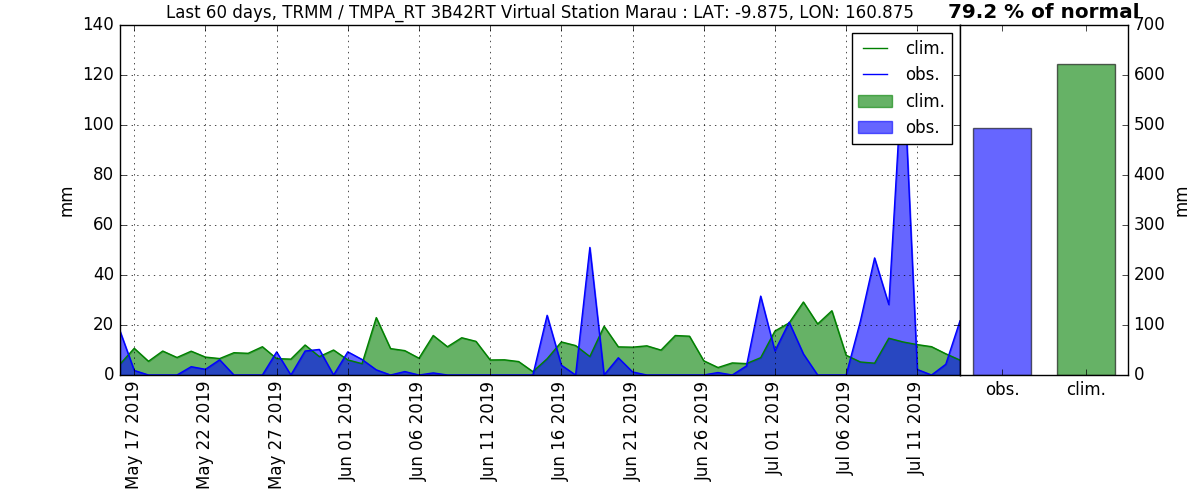 Last 60 days, TRMM / TMPA_RT 3B42RT Virtual Station Marau : LAT: -9.875, LON: 160.875
79.2 % of normal
140
120
100
80
60
40
20
0
mm
clim.
obs.
clim.
obs.
May 17 2019
May 22 2019
May 27 2019
Jun 01 2019
Jun 06 2019
Jun 11 2019
Jun 16 2019
Jun 21 2019
Jun 26 2019
Jul 01 2019
Jul 06 2019
Jul 11 2019
700
600
500
400
300
200
100
0
mm
obs.
clim.